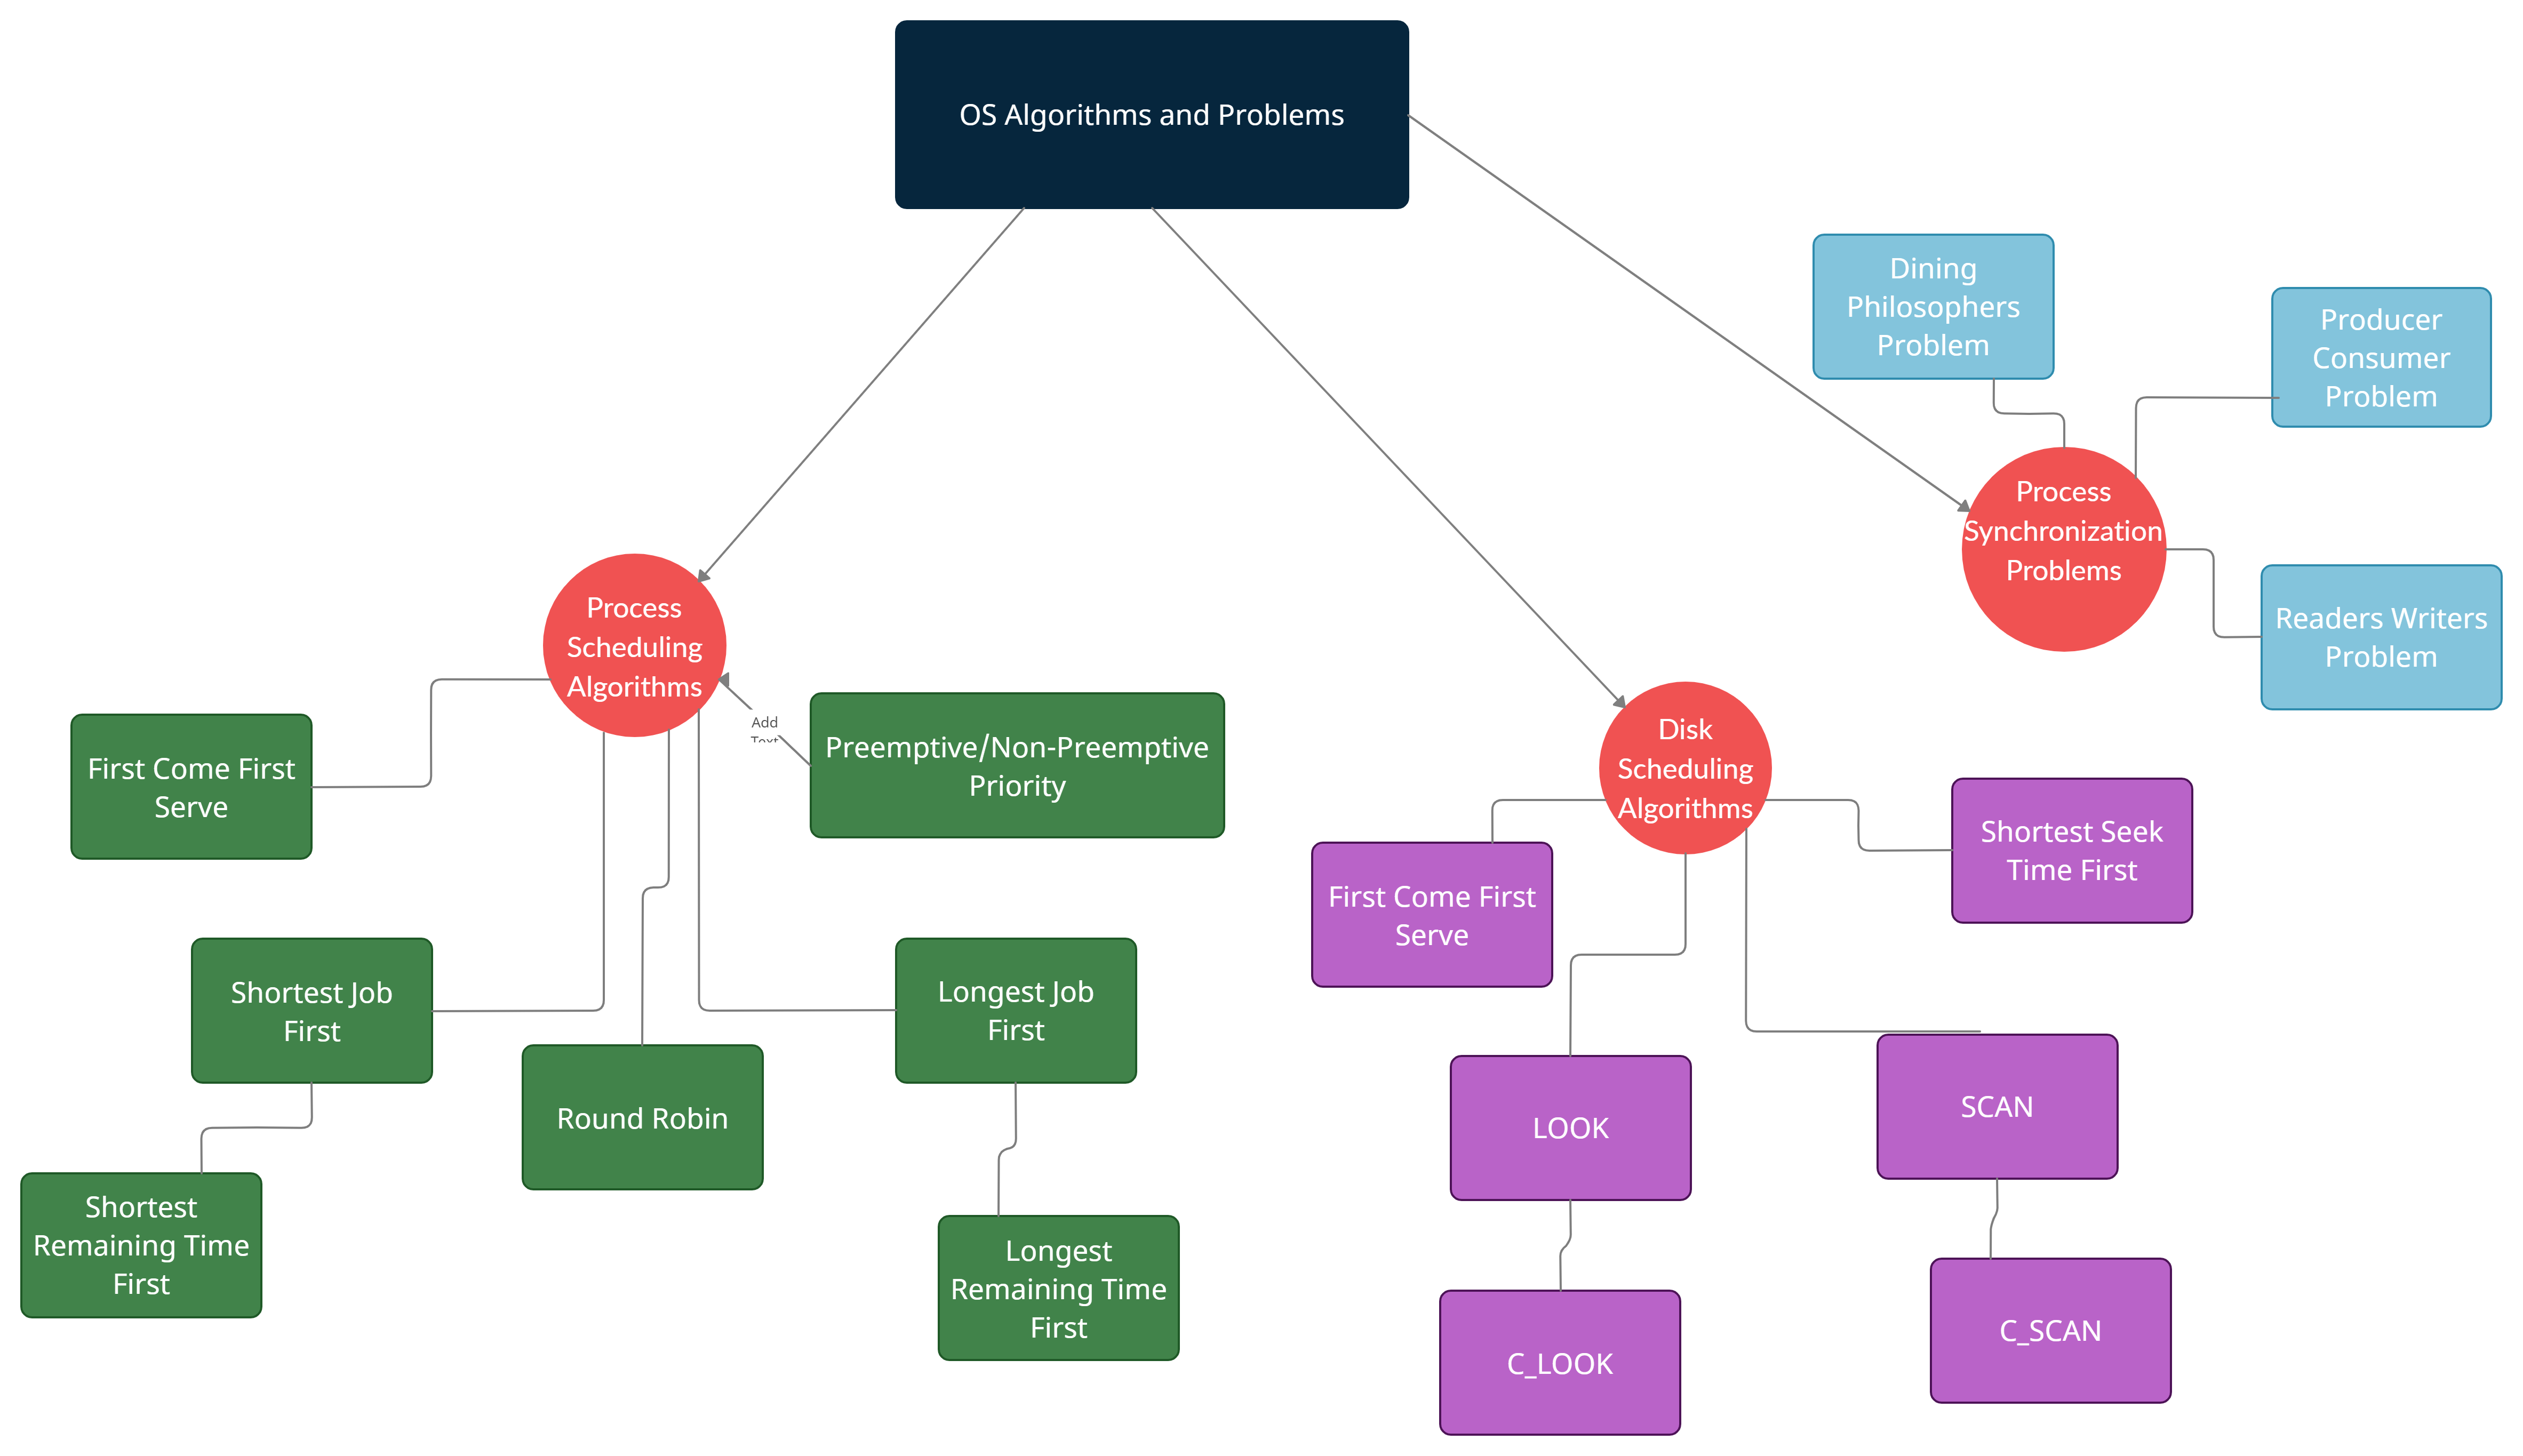 OS Algorithms and Problems
Dining
Philosophers
Problem
Producer
Consumer
Problem
Process
Synchronization
Problems
Readers Writers
Problem
Process
Scheduling
Algorithms
Add
Text
Preemptive/Non-Preemptive
Priority
First Come First
Serve
Shortest Job
First
Round Robin
Longest Job
First
Shortest
Remaining Time
First
Longest
Remaining Time
First
Disk
Scheduling
Algorithms
First Come First
Serve
Shortest Seek
Time First
LOOK
SCAN
C_LOOK
C_SCAN